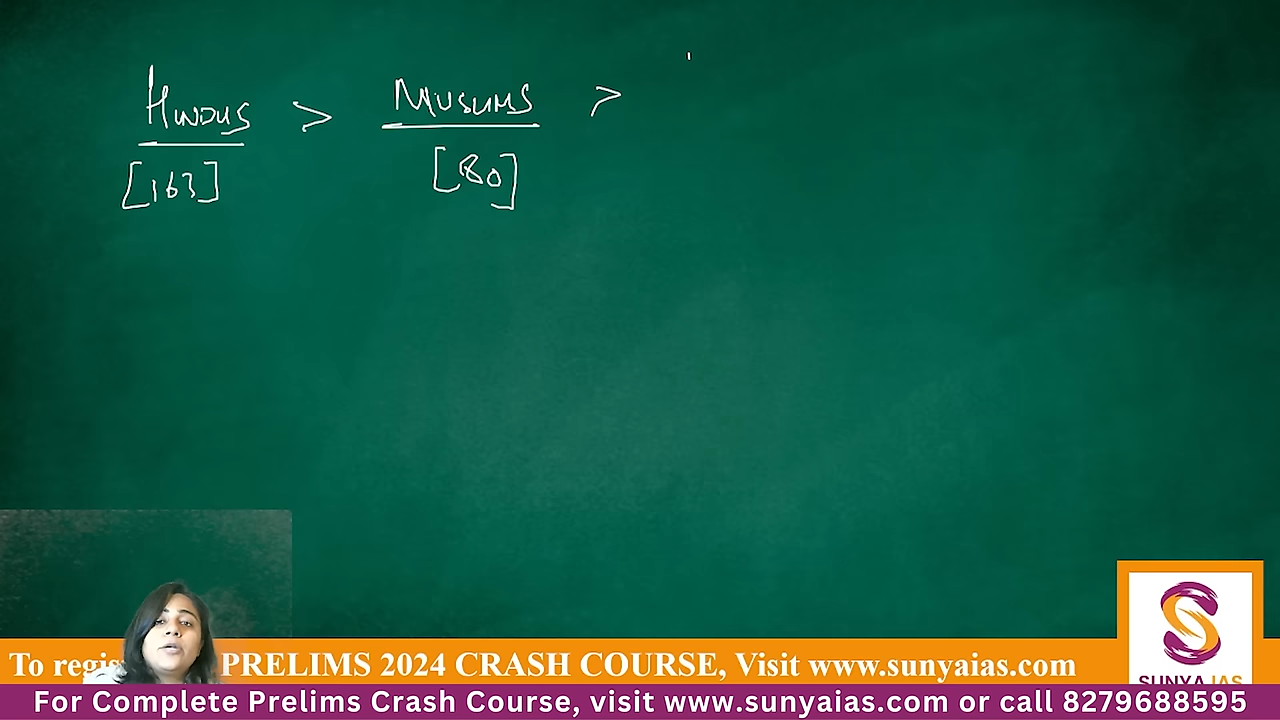 HINDUS > MUSLIMS >
[163] [80]
To regis PRELIMS 2024 CRASH COURSE, Visit www.sunyaias.com
SUNYA IAS
For Complete Prelims Crash Course, visit www.sunyaias.com or call 8279688595